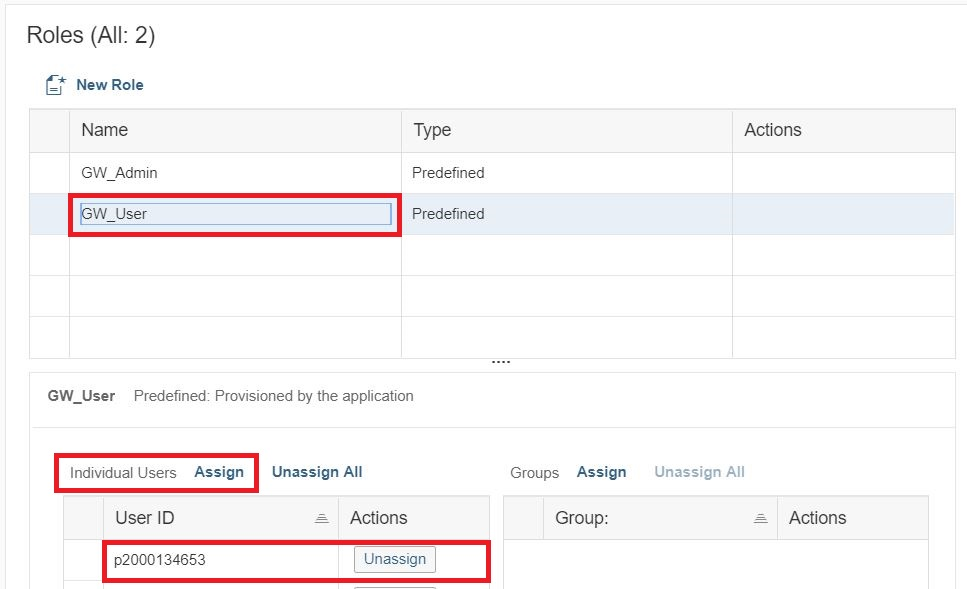 Roles (All: 2)
New Role
Name Type Actions
GW_Admin Predefined
GW_User Predefined
GW_User Predefined: Provisioned by the application
Individual Users Assign Unassign All Groups Assign Unassign All
User ID Actions Group: Actions
p2000134653 Unassign